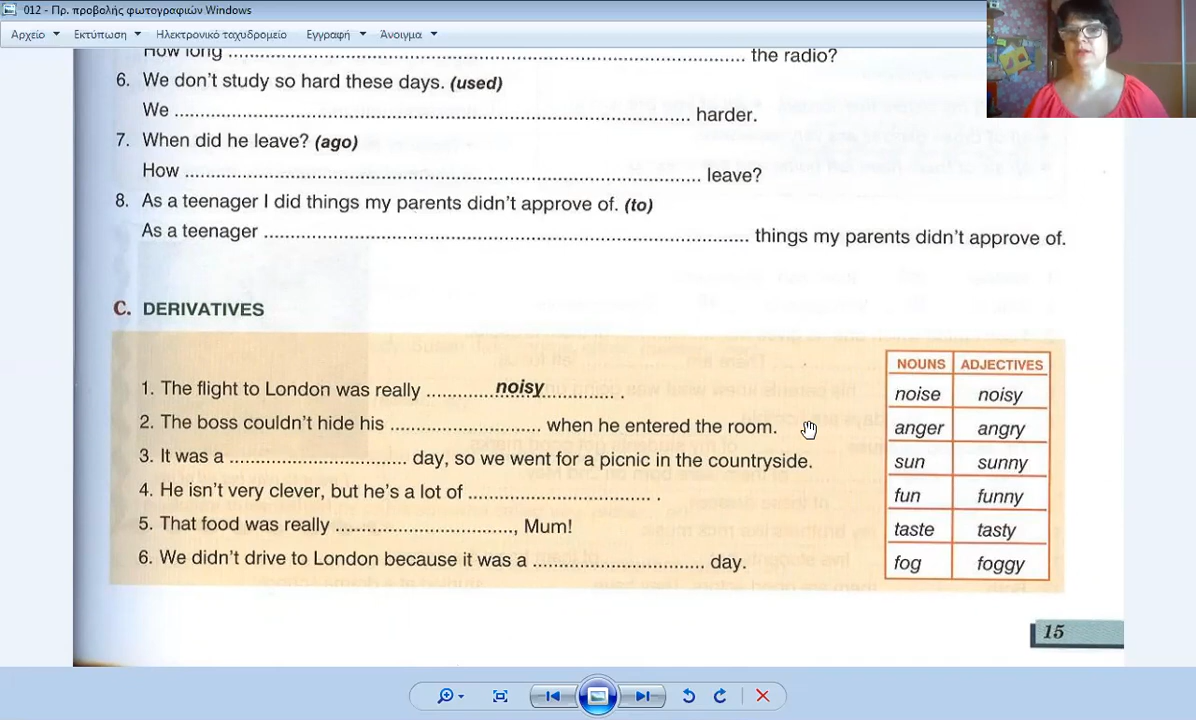 012 - Πρ. προβολής φωτογραφιών Windows
Αρχείο Εκτύπωση Ηλεκτρονικό ταχυδρομείο Εγγραφή Άνοιγμα
How long ........ the radio?
6. We don't study so hard these days. (used)
We ........ harder.
7. When did he leave? (ago)
How ........ leave?
8. As a teenager I did things my parents didn't approve of. (to)
As a teenager ........ things my parents didn't approve of.
C. DERIVATIVES
1. The flight to London was really ........ noisy ........ .
2. The boss couldn't hide his ........ when he entered the room.
3. It was a ........ day, so we went for a picnic in the countryside.
4. He isn't very clever, but he's a lot of ........ .
5. That food was really ........, Mum!
6. We didn't drive to London because it was a ........ day.
NOUNS ADJECTIVES
noise noisy
anger angry
sun sunny
fun funny
taste tasty
fog foggy
15